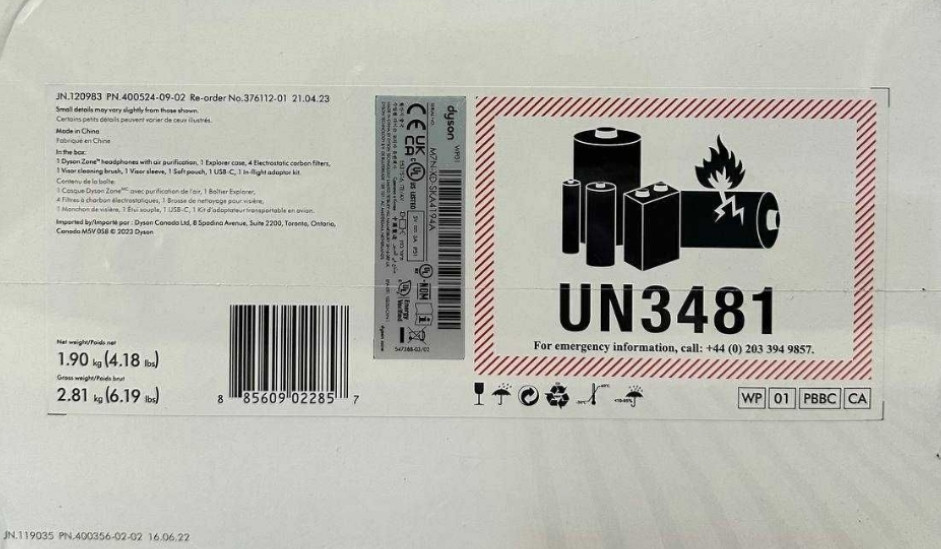 JN.120983 PN.400524-09-02 Re-order No.376112-01 21.04.23
Small details may vary slightly from those shown.
Certains petits détails peuvent varier de ceux illustrés.
Made in China
Fabriqué en Chine
In the box:
1 Dyson Zone™ headphones with air purification, 1 Explorer case, 4 Electrostatic carbon filters,
1 Visor cleaning brush, 1 Visor sleeve, 1 Soft pouch, 1 USB-C, 1 In-flight adaptor kit
Contenu de la boîte
1 Casque Dyson Zone avec purification de l'air, 1 Boîtier Explorer,
4 Filtres à charbon électrostatiques, 1 Brosse de nettoyage pour visière,
1 Manchon de visière, 1 Étui souple, 1 USB-C, 1 Kit d'adaptateur transportable en avion.
Imported by/Importé par : Dyson Canada Ltd, 8 Spadina Avenue, Suite 2200, Toronto, Ontario,
Canada M5V 0S8 © 2023 Dyson
Net weight/Poids net
1.90 kg (4.18 lbs)
Gross weight/Poids brut
2.81 kg (6.19 lbs)
8 85609 02285 7
dyson WP01
CE
UK
CA
LISTED
NOM
UN3481
For emergency information, call: +44 (0) 203 394 9857.
WP 01 PBBC CA
JN.119035 PN.400356-02-02 16.06.22